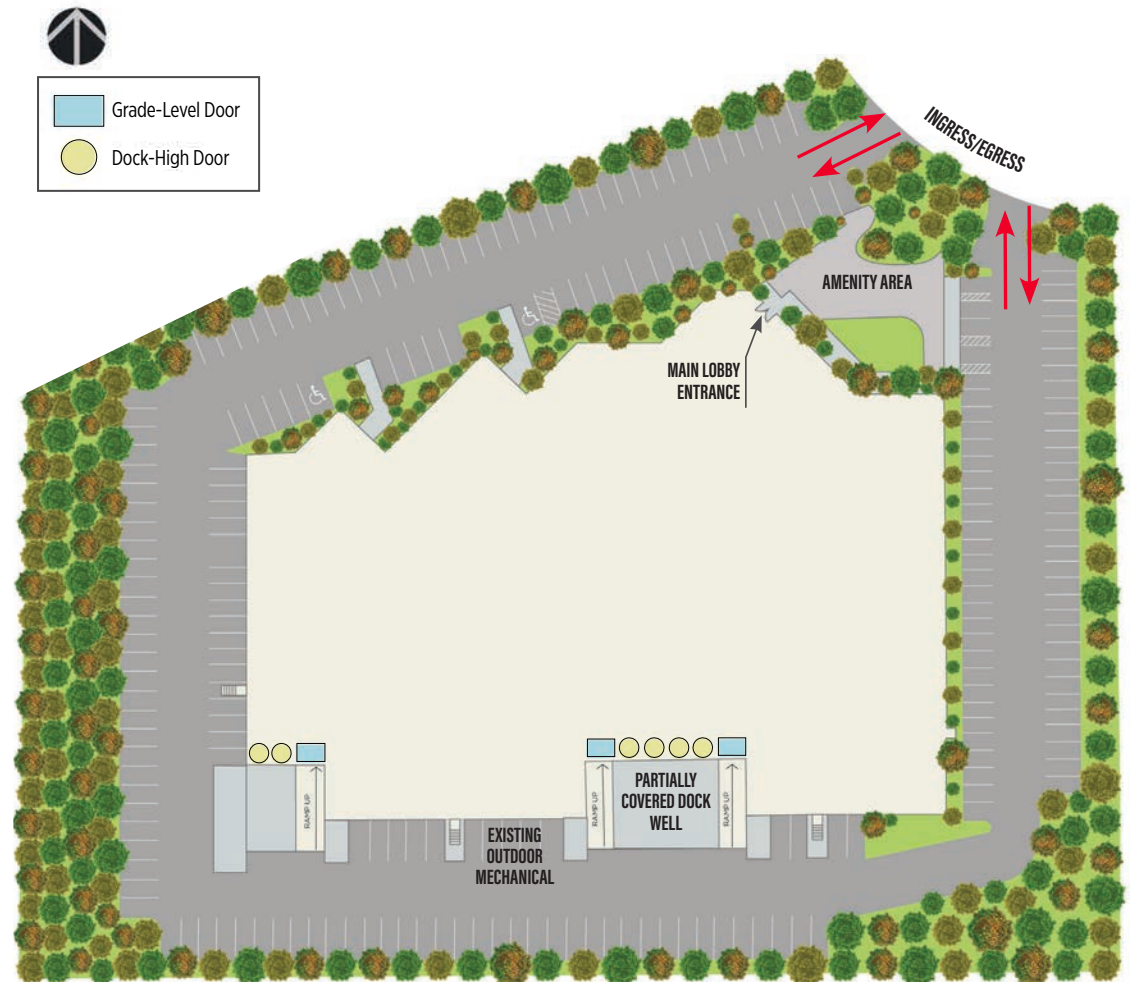 Grade-Level Door
Dock-High Door
INGRESS/EGRESS
AMENITY AREA
MAIN LOBBY
ENTRANCE
RAMP UP
RAMP UP
PARTIALLY
COVERED DOCK
WELL
RAMP UP
EXISTING
OUTDOOR
MECHANICAL